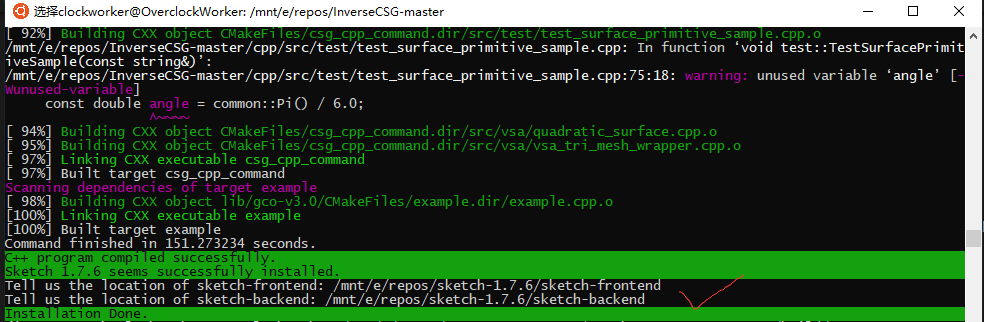 选择clockworker@OverclockWorker: /mnt/e/repos/InverseCSG-master
[ 92%] Building CXX object CMakeFiles/csg_cpp_command.dir/src/test/test_surface_primitive_sample.cpp.o
/mnt/e/repos/InverseCSG-master/cpp/src/test/test_surface_primitive_sample.cpp: In function ‘void test::TestSurfacePrimit
iveSample(const string&)’:
/mnt/e/repos/InverseCSG-master/cpp/src/test/test_surface_primitive_sample.cpp:75:18: warning: unused variable ‘angle’ [-
Wunused-variable]
     const double angle = common::Pi() / 6.0;
                  ^~~~~
[ 94%] Building CXX object CMakeFiles/csg_cpp_command.dir/src/vsa/quadratic_surface.cpp.o
[ 95%] Building CXX object CMakeFiles/csg_cpp_command.dir/src/vsa/vsa_tri_mesh_wrapper.cpp.o
[ 97%] Linking CXX executable csg_cpp_command
[ 97%] Built target csg_cpp_command
Scanning dependencies of target example
[ 98%] Building CXX object lib/gco-v3.0/CMakeFiles/example.dir/example.cpp.o
[100%] Linking CXX executable example
[100%] Built target example
Command finished in 151.273234 seconds.
C++ program compiled successfully.
Sketch 1.7.6 seems successfully installed.
Tell us the location of sketch-frontend: /mnt/e/repos/sketch-1.7.6/sketch-frontend
Tell us the location of sketch-backend: /mnt/e/repos/sketch-1.7.6/sketch-backend
Installation Done.